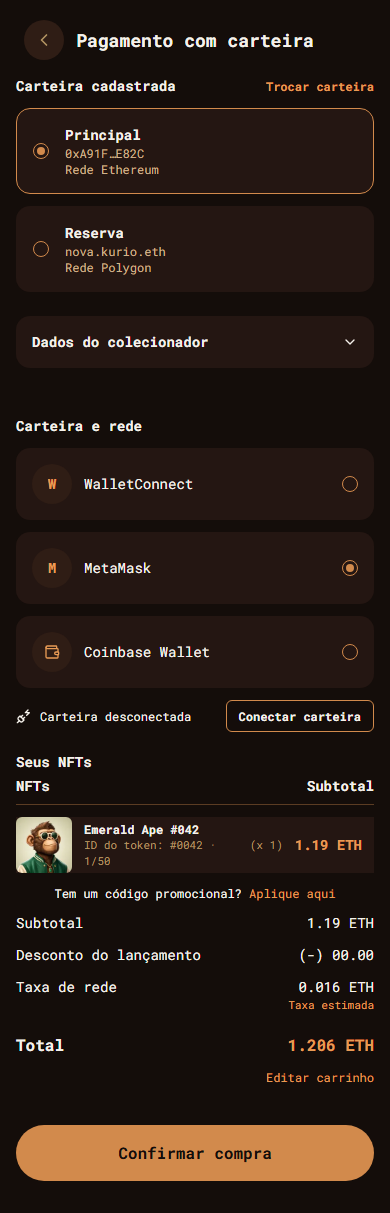 Pagamento com carteira
Carteira cadastrada
Trocar carteira
Principal
0xA91F…E82C
Rede Ethereum
Reserva
nova.kurio.eth
Rede Polygon
Dados do colecionador
Carteira e rede
W WalletConnect
M MetaMask
Coinbase Wallet
Carteira desconectada
Conectar carteira
Seus NFTs
NFTs Subtotal
Emerald Ape #042
ID do token: #0042 ·
1/50
(x 1) 1.19 ETH
Tem um código promocional? Aplique aqui
Subtotal 1.19 ETH
Desconto do lançamento (-) 00.00
Taxa de rede 0.016 ETH
Taxa estimada
Total 1.206 ETH
Editar carrinho
Confirmar compra